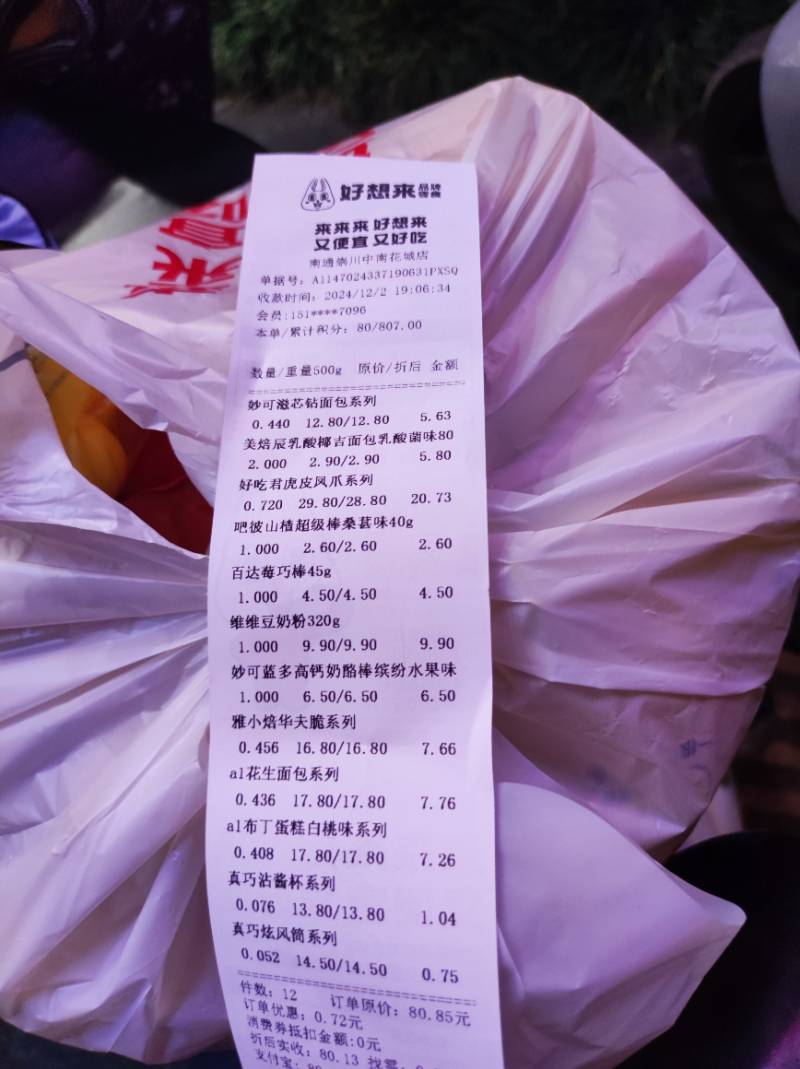 好想来 品牌零食
来来来 好想来
又便宜 又好吃
南通崇川中南花城店
单据号: A1147024337190631PXSQ
收款时间: 2024/12/2 19:06:34
会员:151****7096
本单/累计积分: 80/807.00
数量/重量500g 原价/折后 金额
妙可滋芯钻面包系列
0.440 12.80/12.80 5.63
美焙辰乳酸椰吉面包乳酸菌味80
2.000 2.90/2.90 5.80
好吃君虎皮凤爪系列
0.720 29.80/28.80 20.73
吧彼山楂超级棒桑葚味40g
1.000 2.60/2.60 2.60
百达莓巧棒45g
1.000 4.50/4.50 4.50
维维豆奶粉320g
1.000 9.90/9.90 9.90
妙可蓝多高钙奶酪棒缤纷水果味
1.000 6.50/6.50 6.50
雅小焙华夫脆系列
0.456 16.80/16.80 7.66
a1花生面包系列
0.436 17.80/17.80 7.76
a1布丁蛋糕白桃味系列
0.408 17.80/17.80 7.26
真巧沾酱杯系列
0.076 13.80/13.80 1.04
真巧炫风筒系列
0.052 14.50/14.50 0.75
件数: 12 订单原价: 80.85元
订单优惠: 0.72元
消费券抵扣金额:0元
折后实收: 80.13 找零:
支付宝: